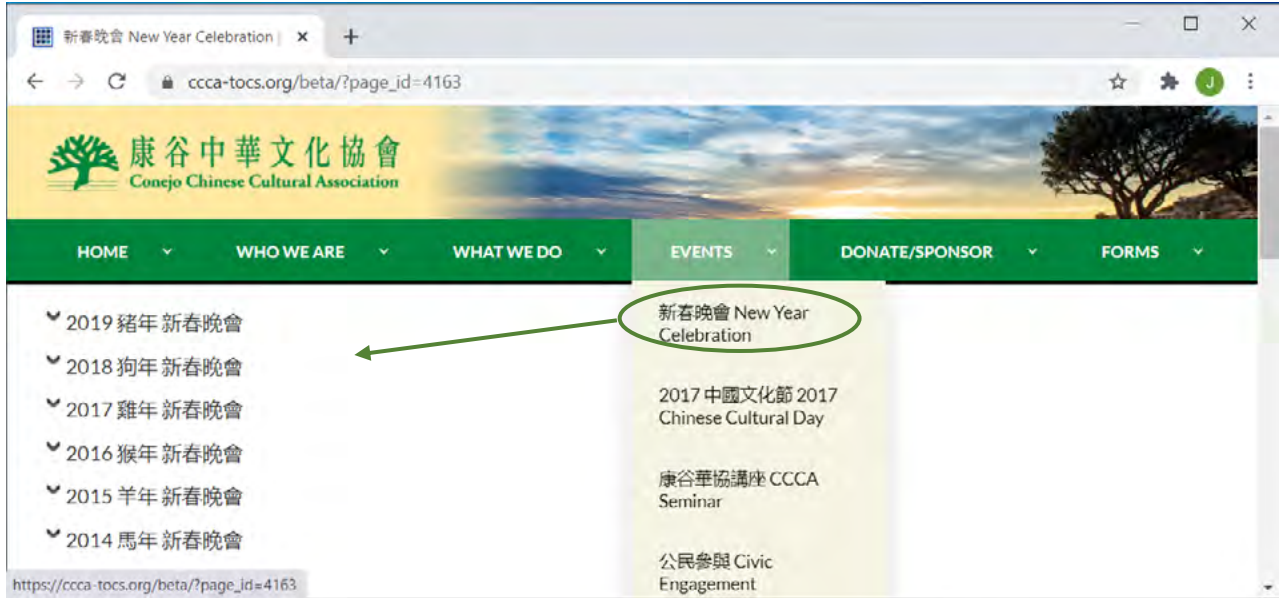 新春晚會 New Year Celebration |
ccca-tocs.org/beta/?page_id=4163
J
康谷中華文化協會
Conejo Chinese Cultural Association
HOME WHO WE ARE WHAT WE DO EVENTS DONATE/SPONSOR FORMS
2019 豬年 新春晚會
2018 狗年 新春晚會
2017 雞年 新春晚會
2016 猴年 新春晚會
2015 羊年 新春晚會
2014 馬年 新春晚會
新春晚會 New Year
Celebration
2017 中國文化節 2017
Chinese Cultural Day
康谷華協講座 CCCA
Seminar
公民參與 Civic
Engagement
https://ccca-tocs.org/beta/?page_id=4163